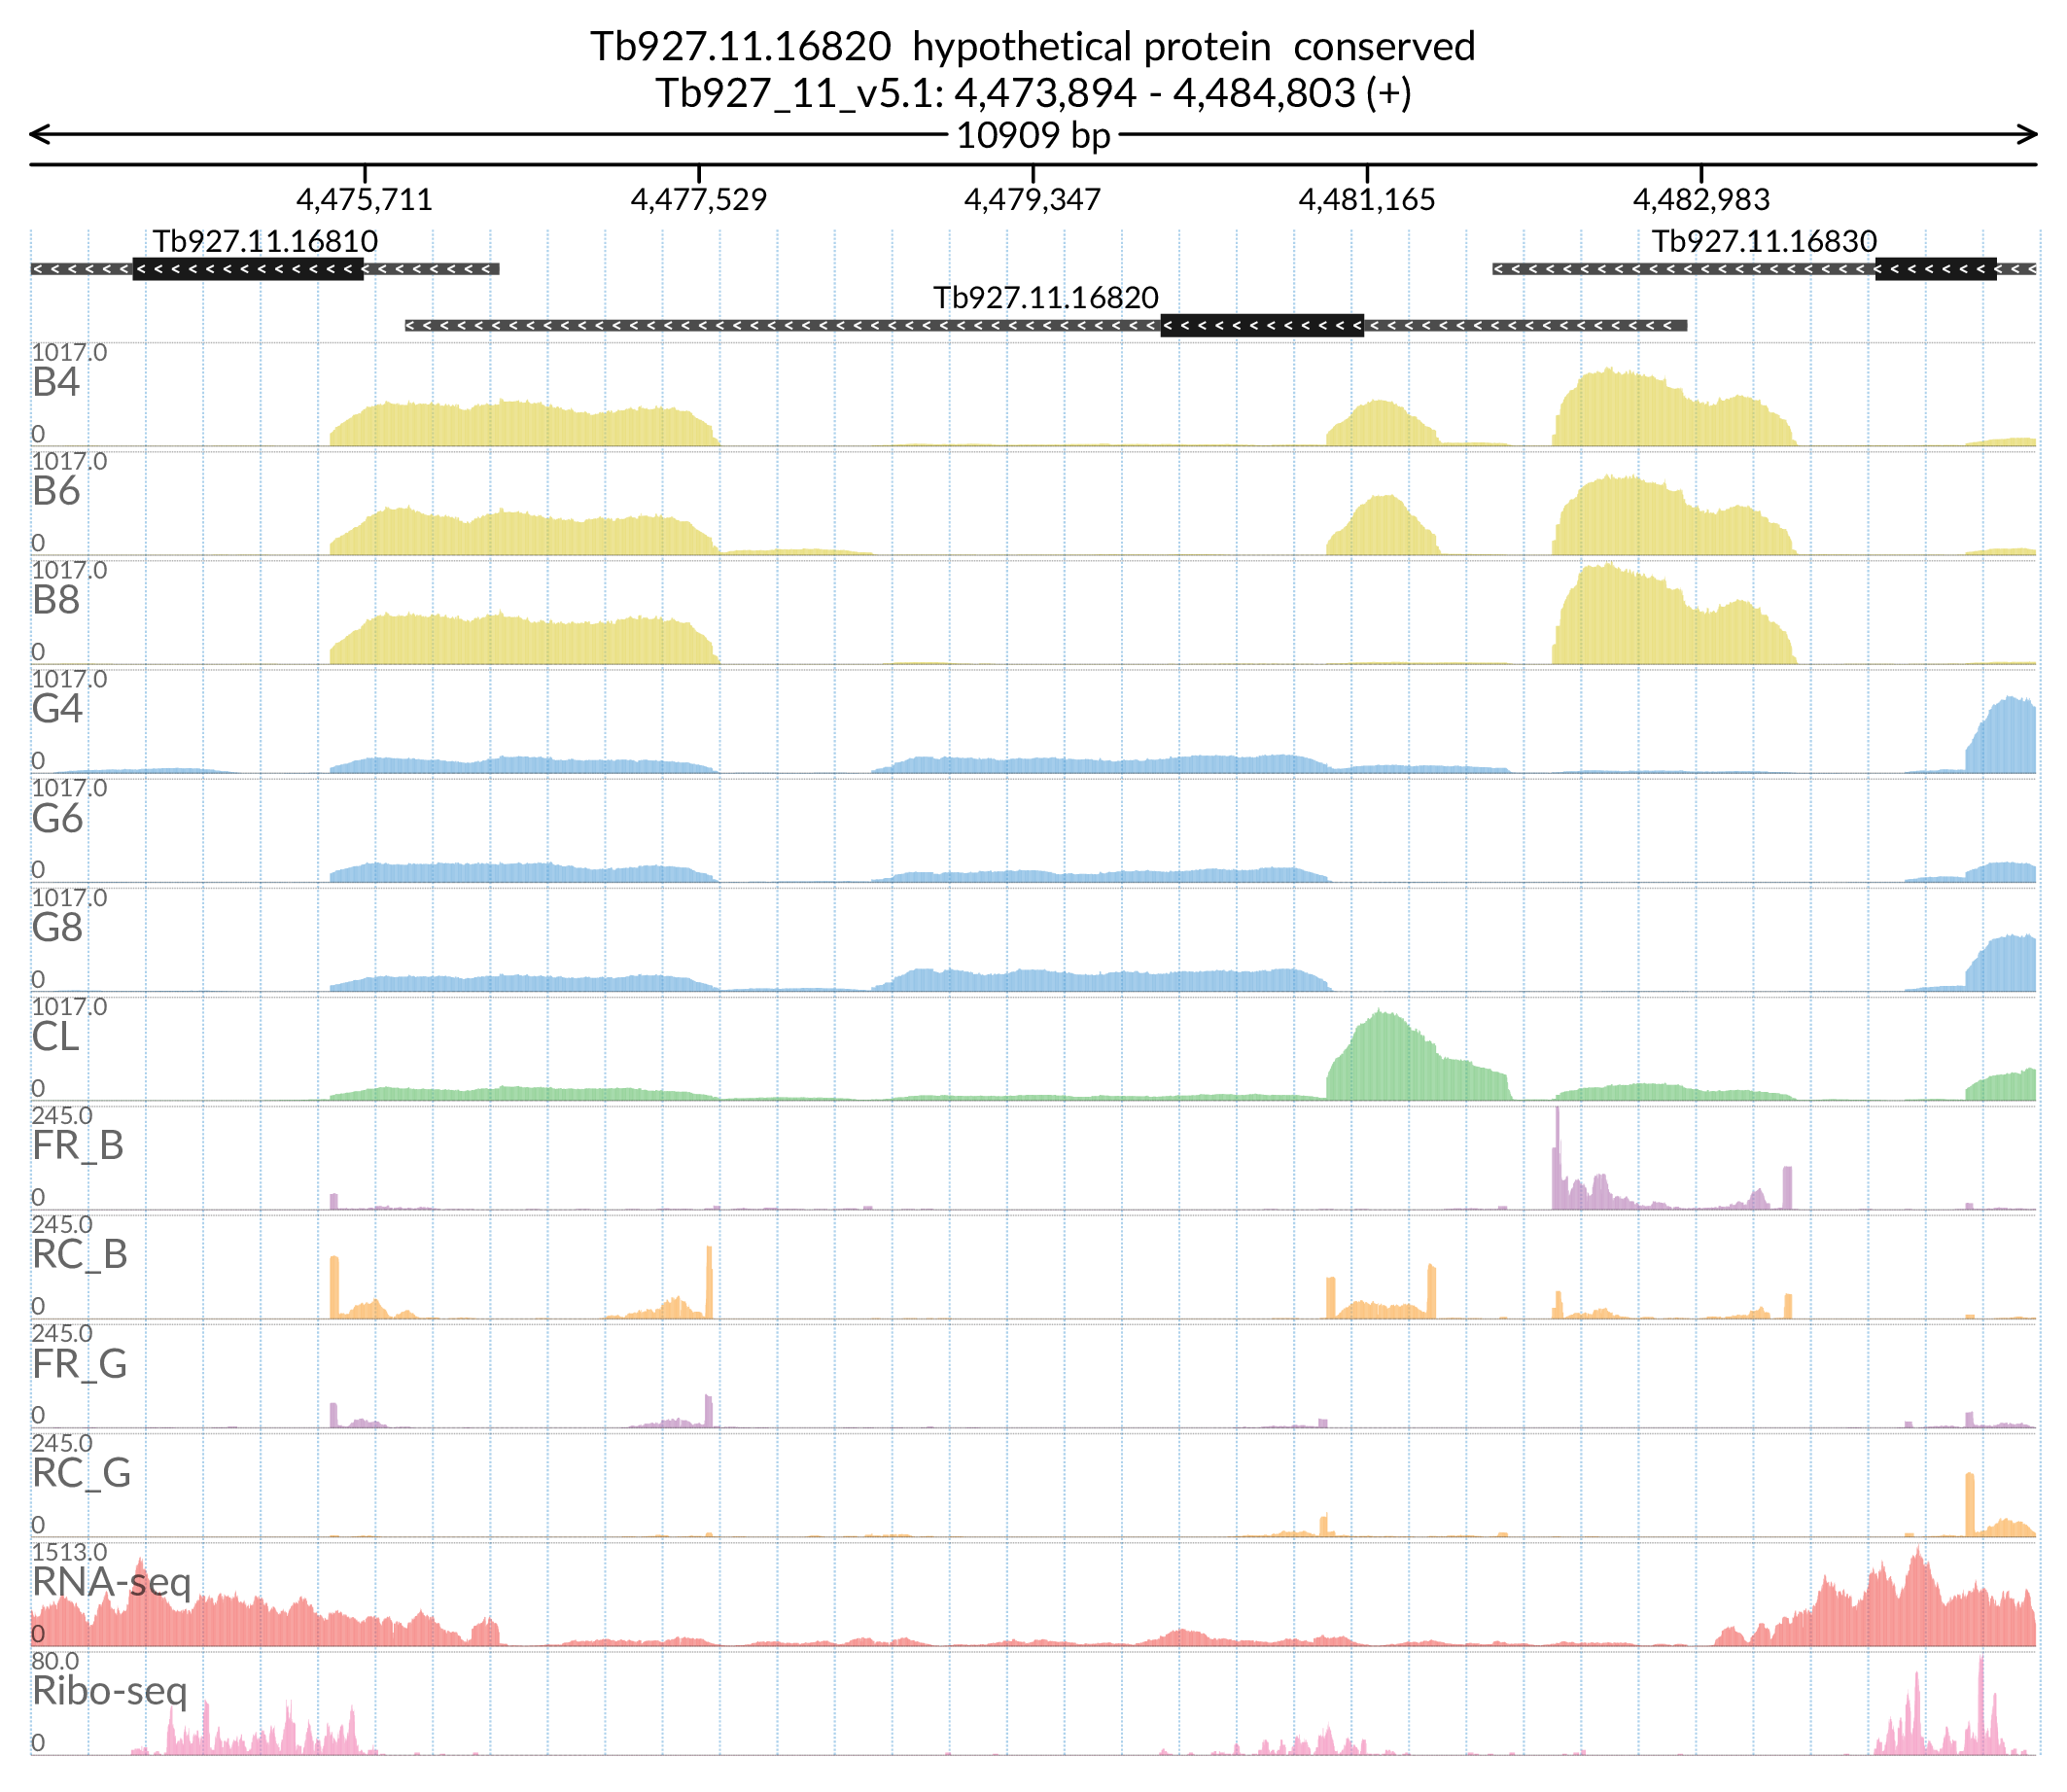 Tb927.11.16820 hypothetical protein conserved
Tb927_11_v5.1: 4,473,894 - 4,484,803 (+)
10909 bp
4,475,711 4,477,529 4,479,347 4,481,165 4,482,983
Tb927.11.16810 Tb927.11.16830
Tb927.11.16820
1017.0
B4
0
1017.0
B6
0
1017.0
B8
0
1017.0
G4
0
1017.0
G6
0
1017.0
G8
0
1017.0
CL
0
245.0
FR_B
0
245.0
RC_B
0
245.0
FR_G
0
245.0
RC_G
0
1513.0
RNA-seq
0
80.0
Ribo-seq
0